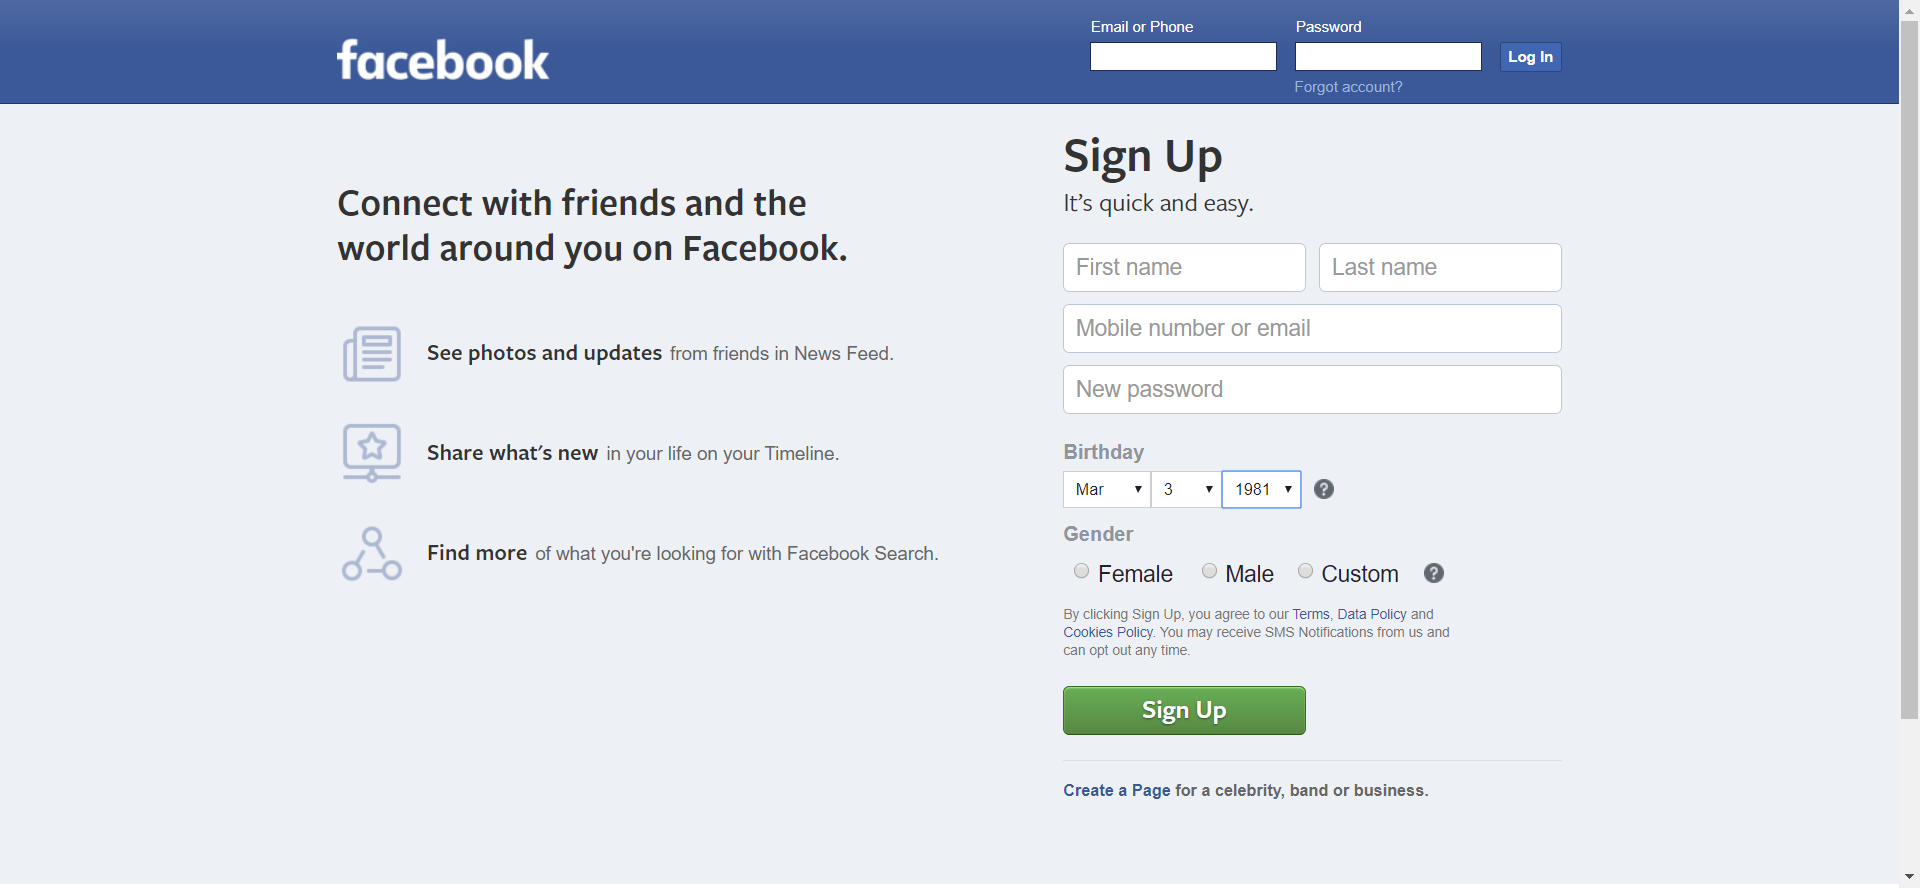 facebook
Email or Phone
Password
Log In
Forgot account?
Connect with friends and the
world around you on Facebook.
See photos and updates from friends in News Feed.
Share what's new in your life on your Timeline.
Find more of what you're looking for with Facebook Search.
Sign Up
It's quick and easy.
First name
Last name
Mobile number or email
New password
Birthday
Mar
3
1981
?
Gender
Female
Male
Custom
?
By clicking Sign Up, you agree to our Terms, Data Policy and
Cookies Policy. You may receive SMS Notifications from us and
can opt out any time.
Sign Up
Create a Page for a celebrity, band or business.